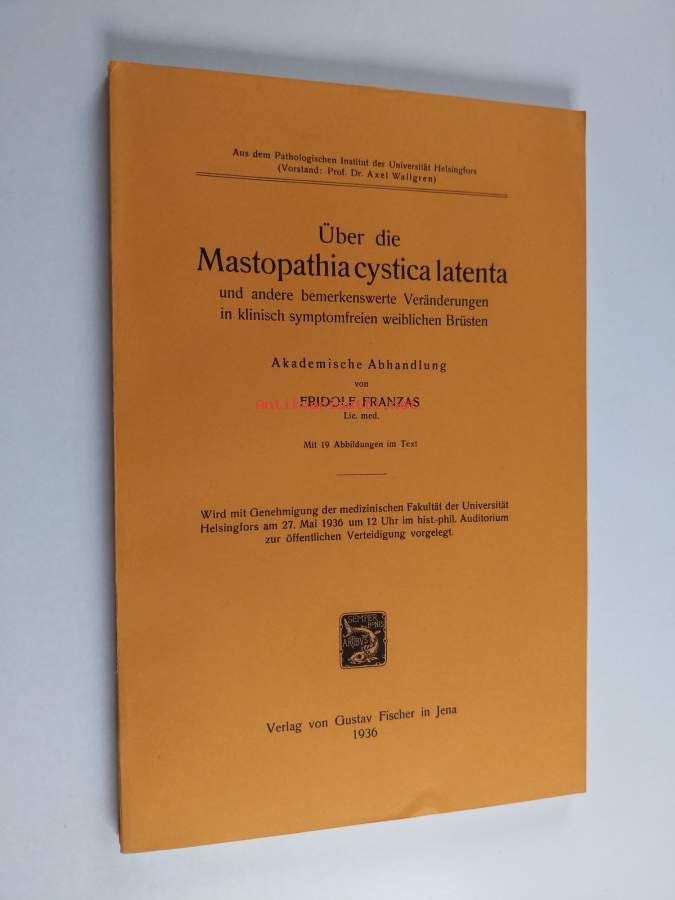 Aus dem Pathologischen Institut der Universität Helsingfors
(Vorstand: Prof. Dr. Axel Wallgren)
Über die
Mastopathia cystica latenta
und andere bemerkenswerte Veränderungen
in klinisch symptomfreien weiblichen Brüsten
Akademische Abhandlung
von
FRIDOLF FRANZAS
Lic. med.
Mit 19 Abbildungen im Text
Wird mit Genehmigung der medizinischen Fakultät der Universität
Helsingfors am 27. Mai 1936 um 12 Uhr im hist.-phil. Auditorium
zur öffentlichen Verteidigung vorgelegt.
SEMPER
BONIS
ARTIBVS
Verlag von Gustav Fischer in Jena
1936